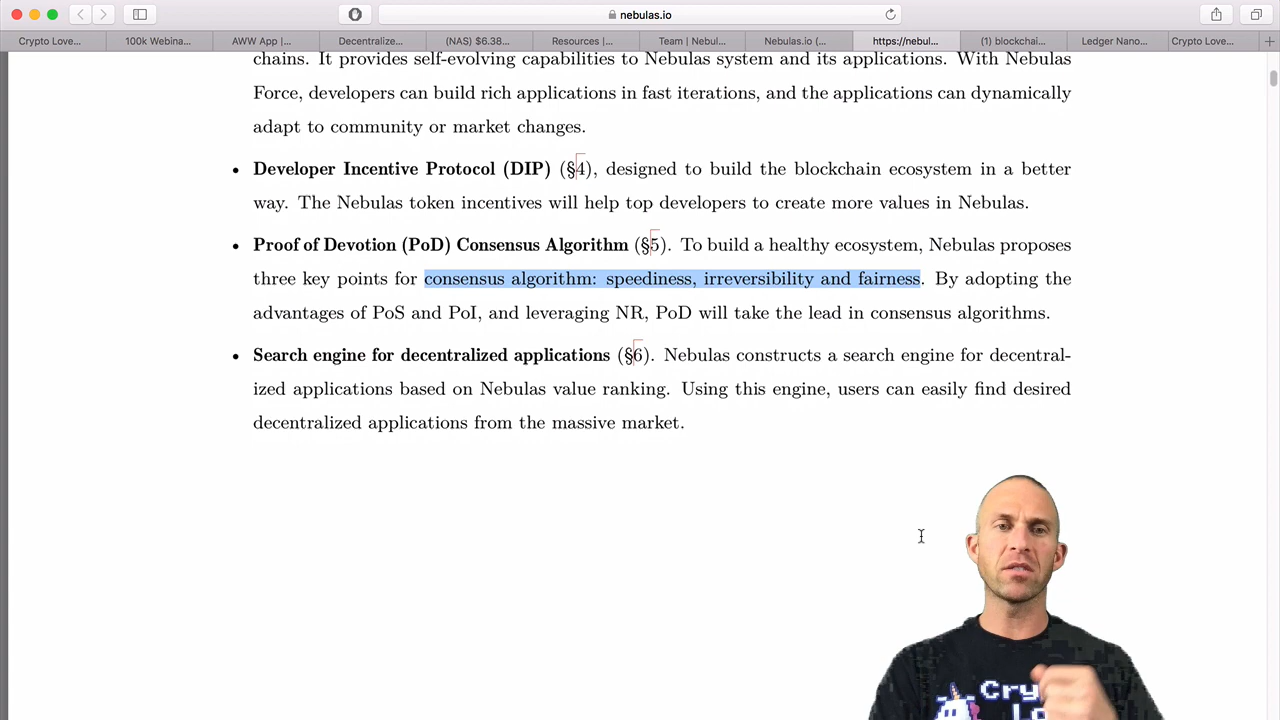 nebulas.io
Crypto Love...
100k Webina...
AWW App |...
Decentralize...
(NAS) $6.38...
Resources |...
Team | Nebul...
Nebulas.io (...
https://nebul...
(1) blockchai...
Ledger Nano...
Crypto Love...
chains. It provides self-evolving capabilities to Nebulas system and its applications. With Nebulas
Force, developers can build rich applications in fast iterations, and the applications can dynamically
adapt to community or market changes.
• Developer Incentive Protocol (DIP) (§4), designed to build the blockchain ecosystem in a better
way. The Nebulas token incentives will help top developers to create more values in Nebulas.
• Proof of Devotion (PoD) Consensus Algorithm (§5). To build a healthy ecosystem, Nebulas proposes
three key points for consensus algorithm: speediness, irreversibility and fairness. By adopting the
advantages of PoS and PoI, and leveraging NR, PoD will take the lead in consensus algorithms.
• Search engine for decentralized applications (§6). Nebulas constructs a search engine for decentral-
ized applications based on Nebulas value ranking. Using this engine, users can easily find desired
decentralized applications from the massive market.
Cry
Lo